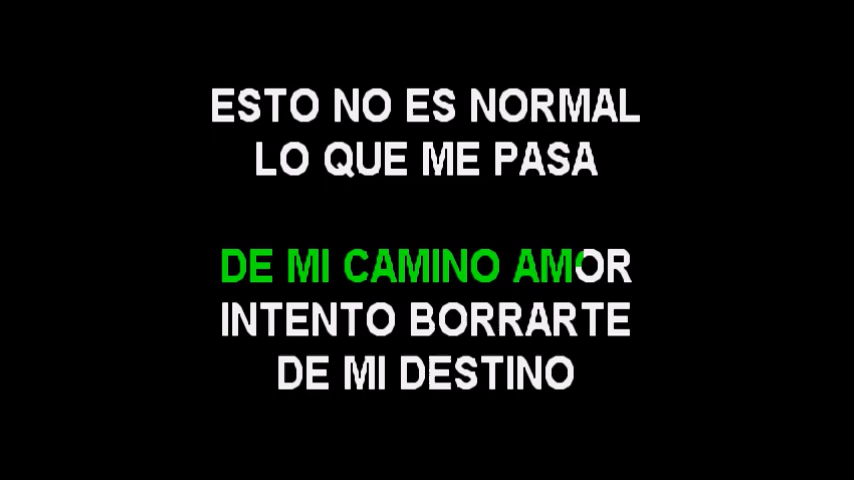 ESTO NO ES NORMAL
LO QUE ME PASA
DE MI CAMINO AMOR
INTENTO BORRARTE
DE MI DESTINO